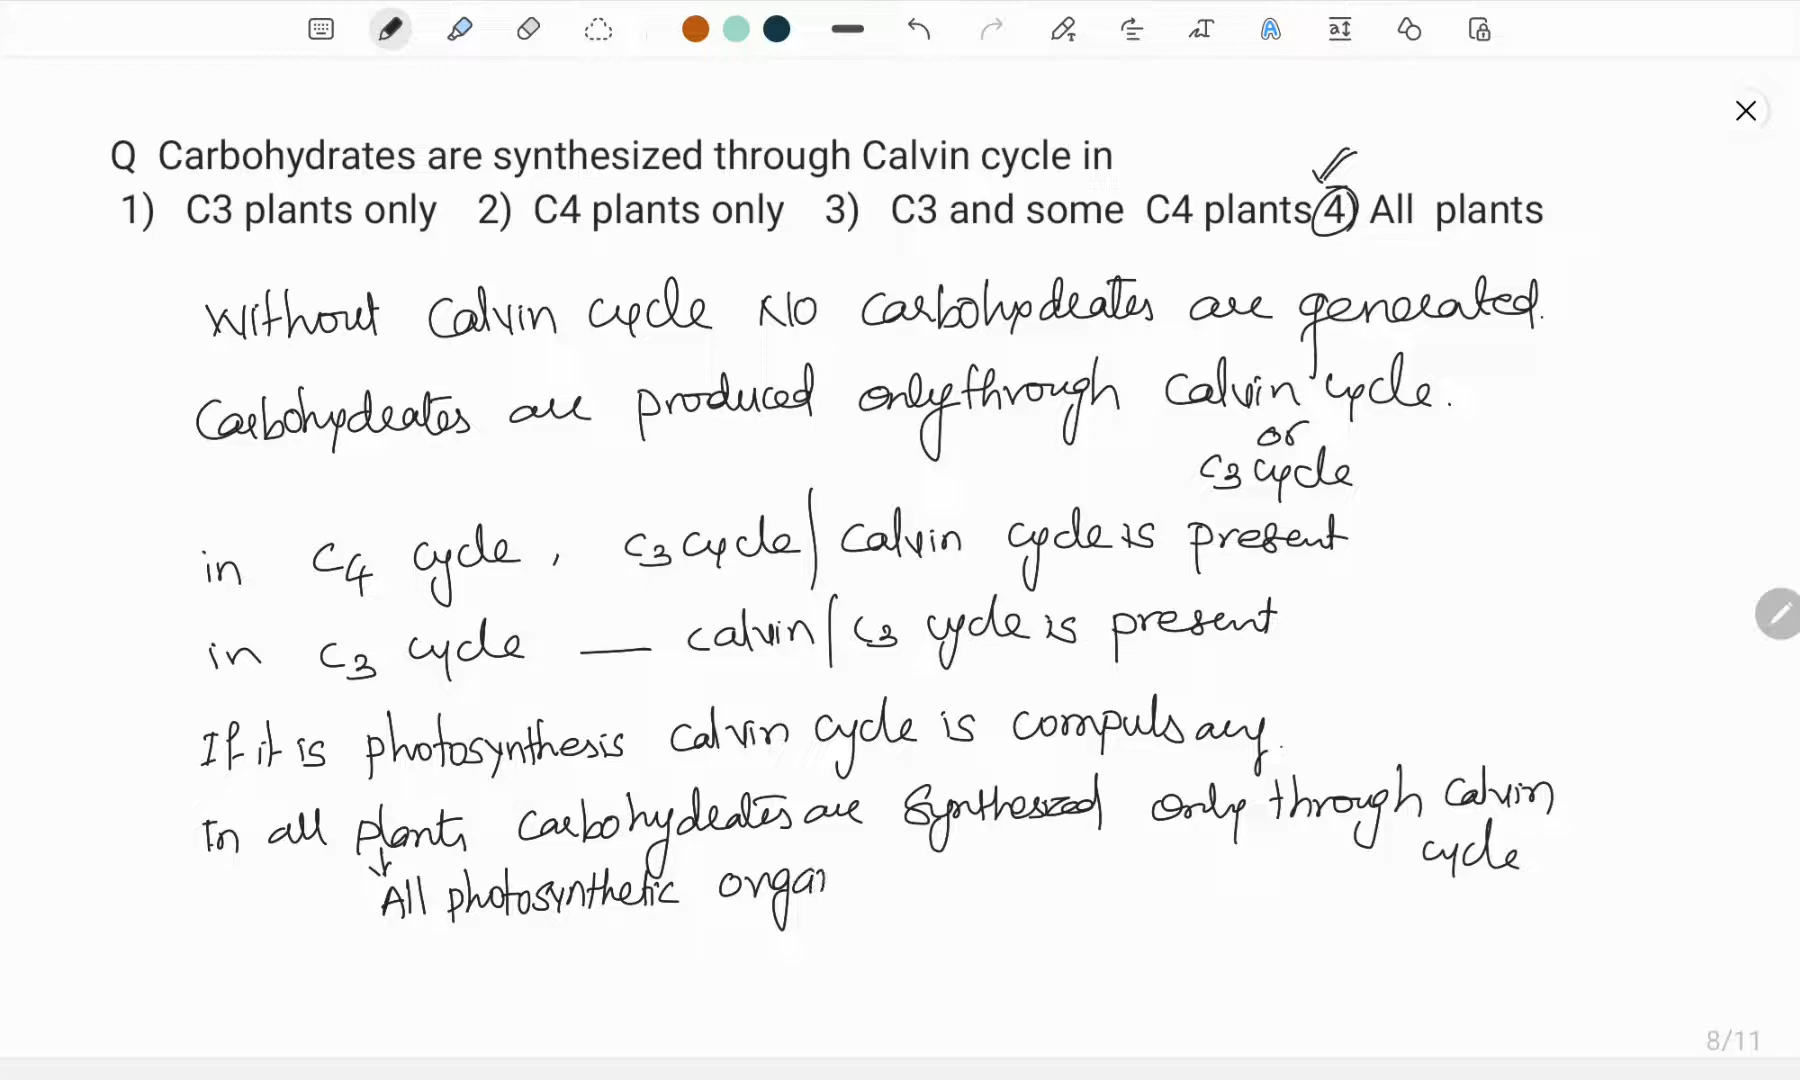 Q Carbohydrates are synthesized through Calvin cycle in
1) C3 plants only 2) C4 plants only 3) C3 and some C4 plants 4) All plants
Without Calvin cycle No carbohydrates are generated.
Carbohydrates are produced only through Calvin cycle.
or
C3 cycle
in C4 cycle, C3 cycle/ Calvin cycle is present
in C3 cycle — calvin/ C3 cycle is present
If it is photosynthesis Calvin cycle is compulsary.
In all plants carbohydrates are synthesized only through Calvin
cycle
All photosynthetic organ
8/11